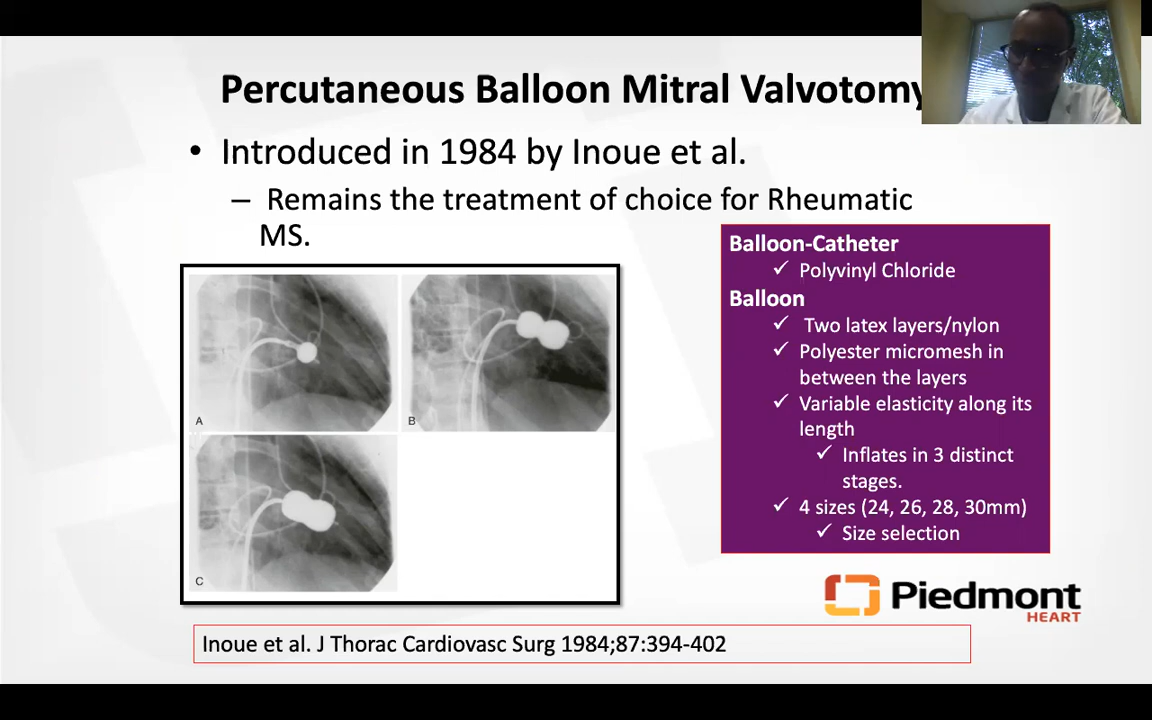 Percutaneous Balloon Mitral Valvotomy
• Introduced in 1984 by Inoue et al.
– Remains the treatment of choice for Rheumatic
MS.
A
B
C
Balloon-Catheter
✓ Polyvinyl Chloride
Balloon
✓ Two latex layers/nylon
✓ Polyester micromesh in
between the layers
✓ Variable elasticity along its
length
✓ Inflates in 3 distinct
stages.
✓ 4 sizes (24, 26, 28, 30mm)
✓ Size selection
Piedmont
HEART
Inoue et al. J Thorac Cardiovasc Surg 1984;87:394-402